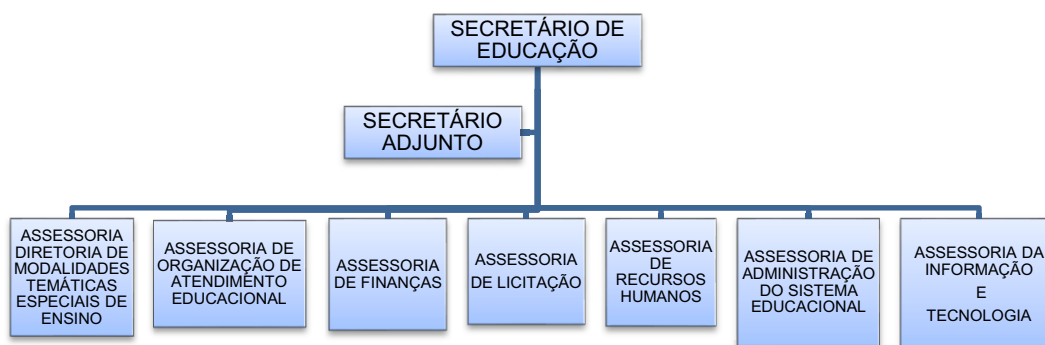 SECRETÁRIO DE
EDUCAÇÃO
SECRETÁRIO
ADJUNTO
ASSESSORIA
DIRETORIA DE
MODALIDADES
TEMÁTICAS
ESPECIAIS DE
ENSINO
ASSESSORIA DE
ORGANIZAÇÃO DE
ATENDIMENTO
EDUCACIONAL
ASSESSORIA
DE FINANÇAS
ASSESSORIA
DE LICITAÇÃO
ASSESSORIA
DE
RECURSOS
HUMANOS
ASSESSORIA DE
ADMINISTRAÇÃO
DO SISTEMA
EDUCACIONAL
ASSESSORIA DA
INFORMAÇÃO
E
TECNOLOGIA